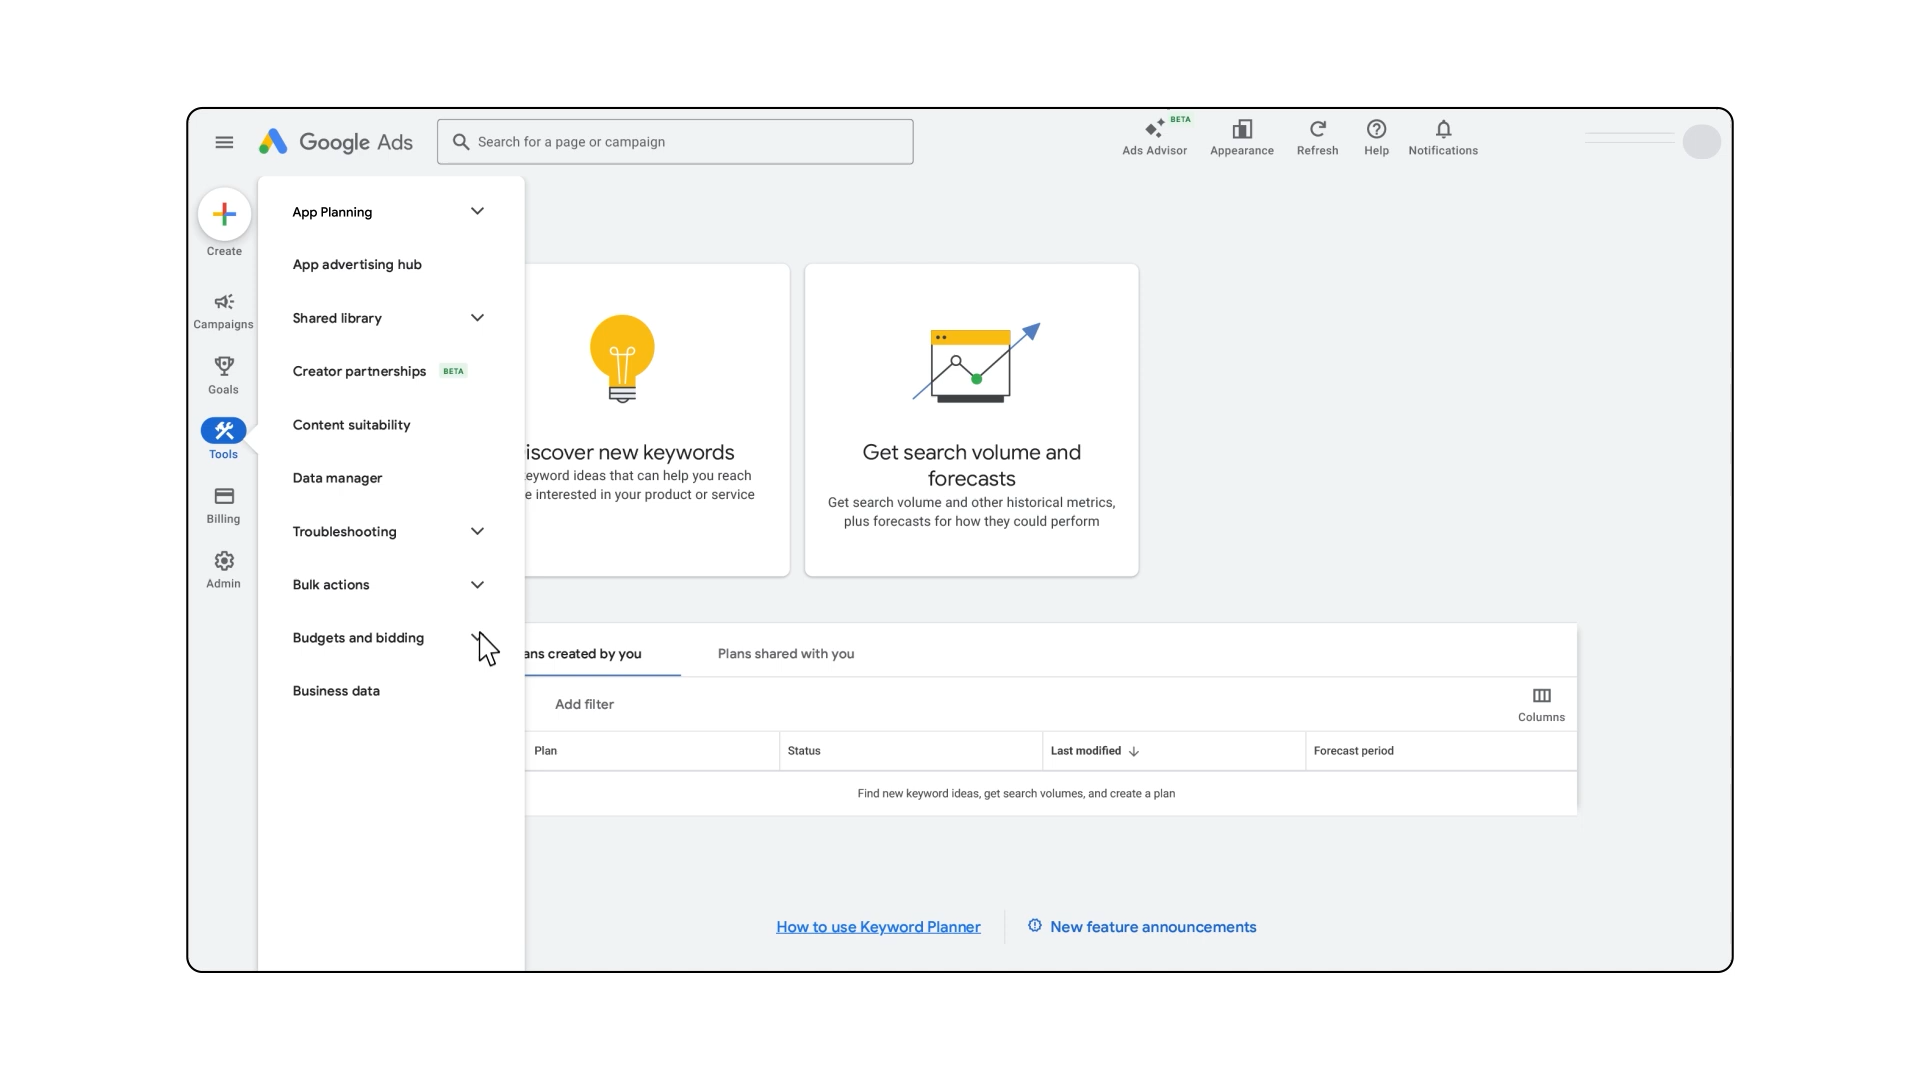 Google Ads
Search for a page or campaign
BETA
Ads Advisor
Appearance
Refresh
Help
Notifications
Create
Campaigns
Goals
Tools
Billing
Admin
App Planning
App advertising hub
Shared library
Creator partnerships BETA
Content suitability
Data manager
Troubleshooting
Bulk actions
Budgets and bidding
Business data
iscover new keywords
eyword ideas that can help you reach
e interested in your product or service
Get search volume and
forecasts
Get search volume and other historical metrics,
plus forecasts for how they could perform
ans created by you
Plans shared with you
Add filter
Columns
Plan
Status
Last modified
Forecast period
Find new keyword ideas, get search volumes, and create a plan
How to use Keyword Planner
New feature announcements